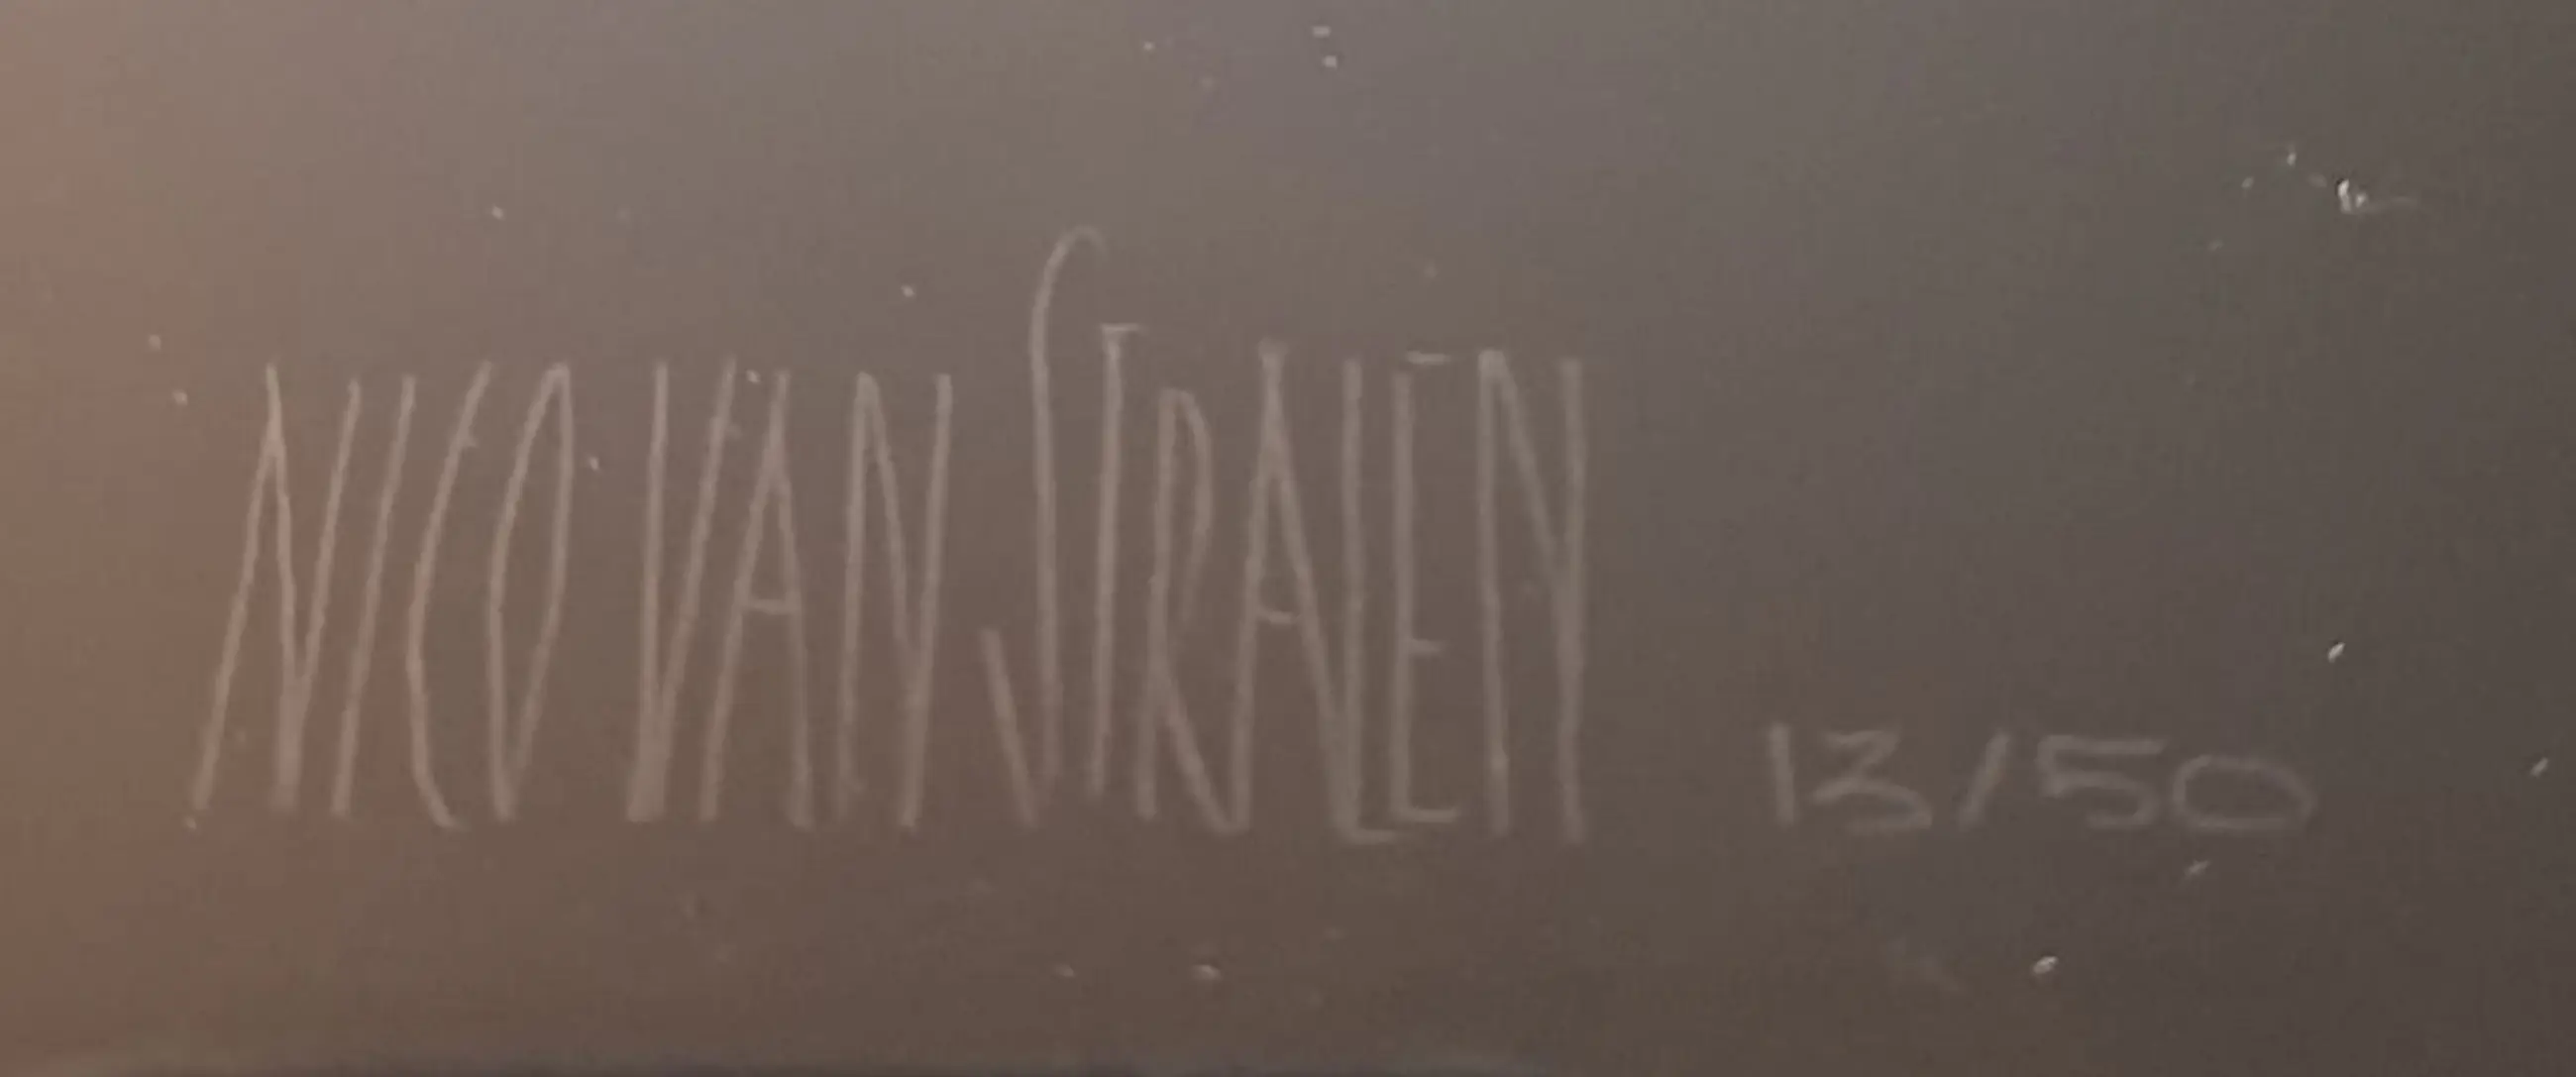 NICO VAN STRALEN 13/50